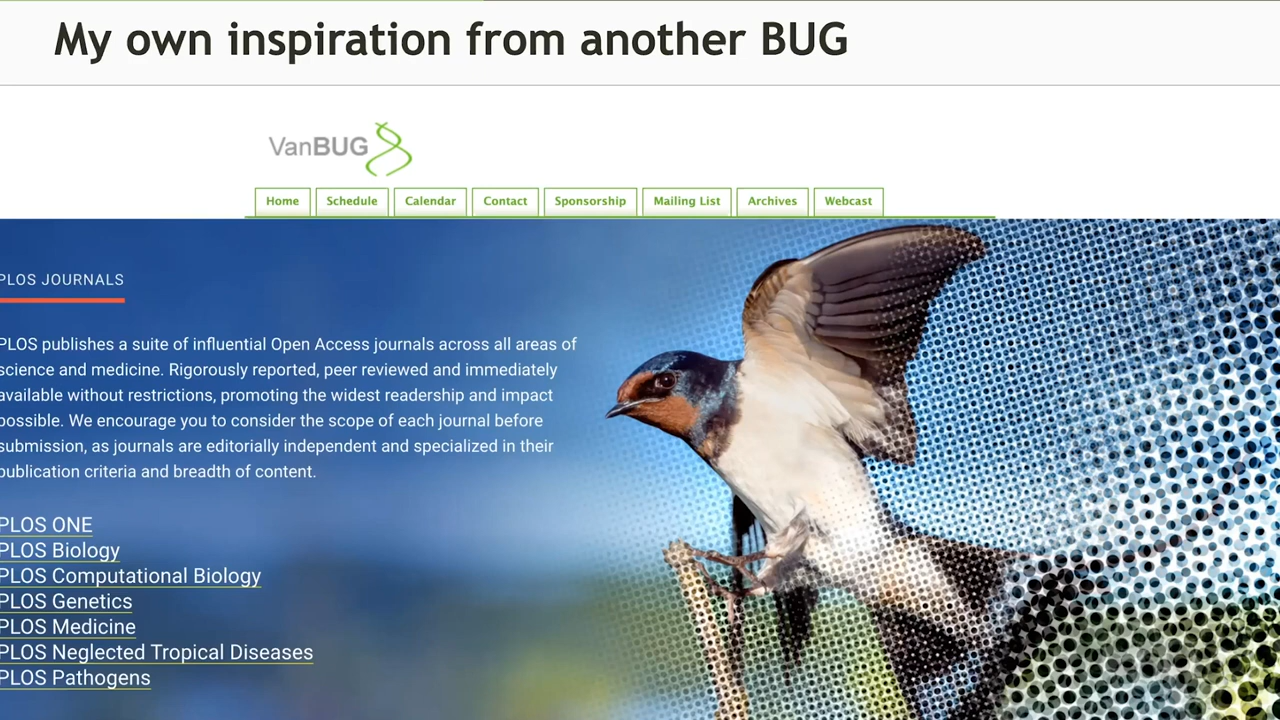 My own inspiration from another BUG
VanBUG
Home Schedule Calendar Contact Sponsorship Mailing List Archives Webcast
PLOS JOURNALS
PLOS publishes a suite of influential Open Access journals across all areas of
science and medicine. Rigorously reported, peer reviewed and immediately
available without restrictions, promoting the widest readership and impact
possible. We encourage you to consider the scope of each journal before
submission, as journals are editorially independent and specialized in their
publication criteria and breadth of content.
PLOS ONE
PLOS Biology
PLOS Computational Biology
PLOS Genetics
PLOS Medicine
PLOS Neglected Tropical Diseases
PLOS Pathogens